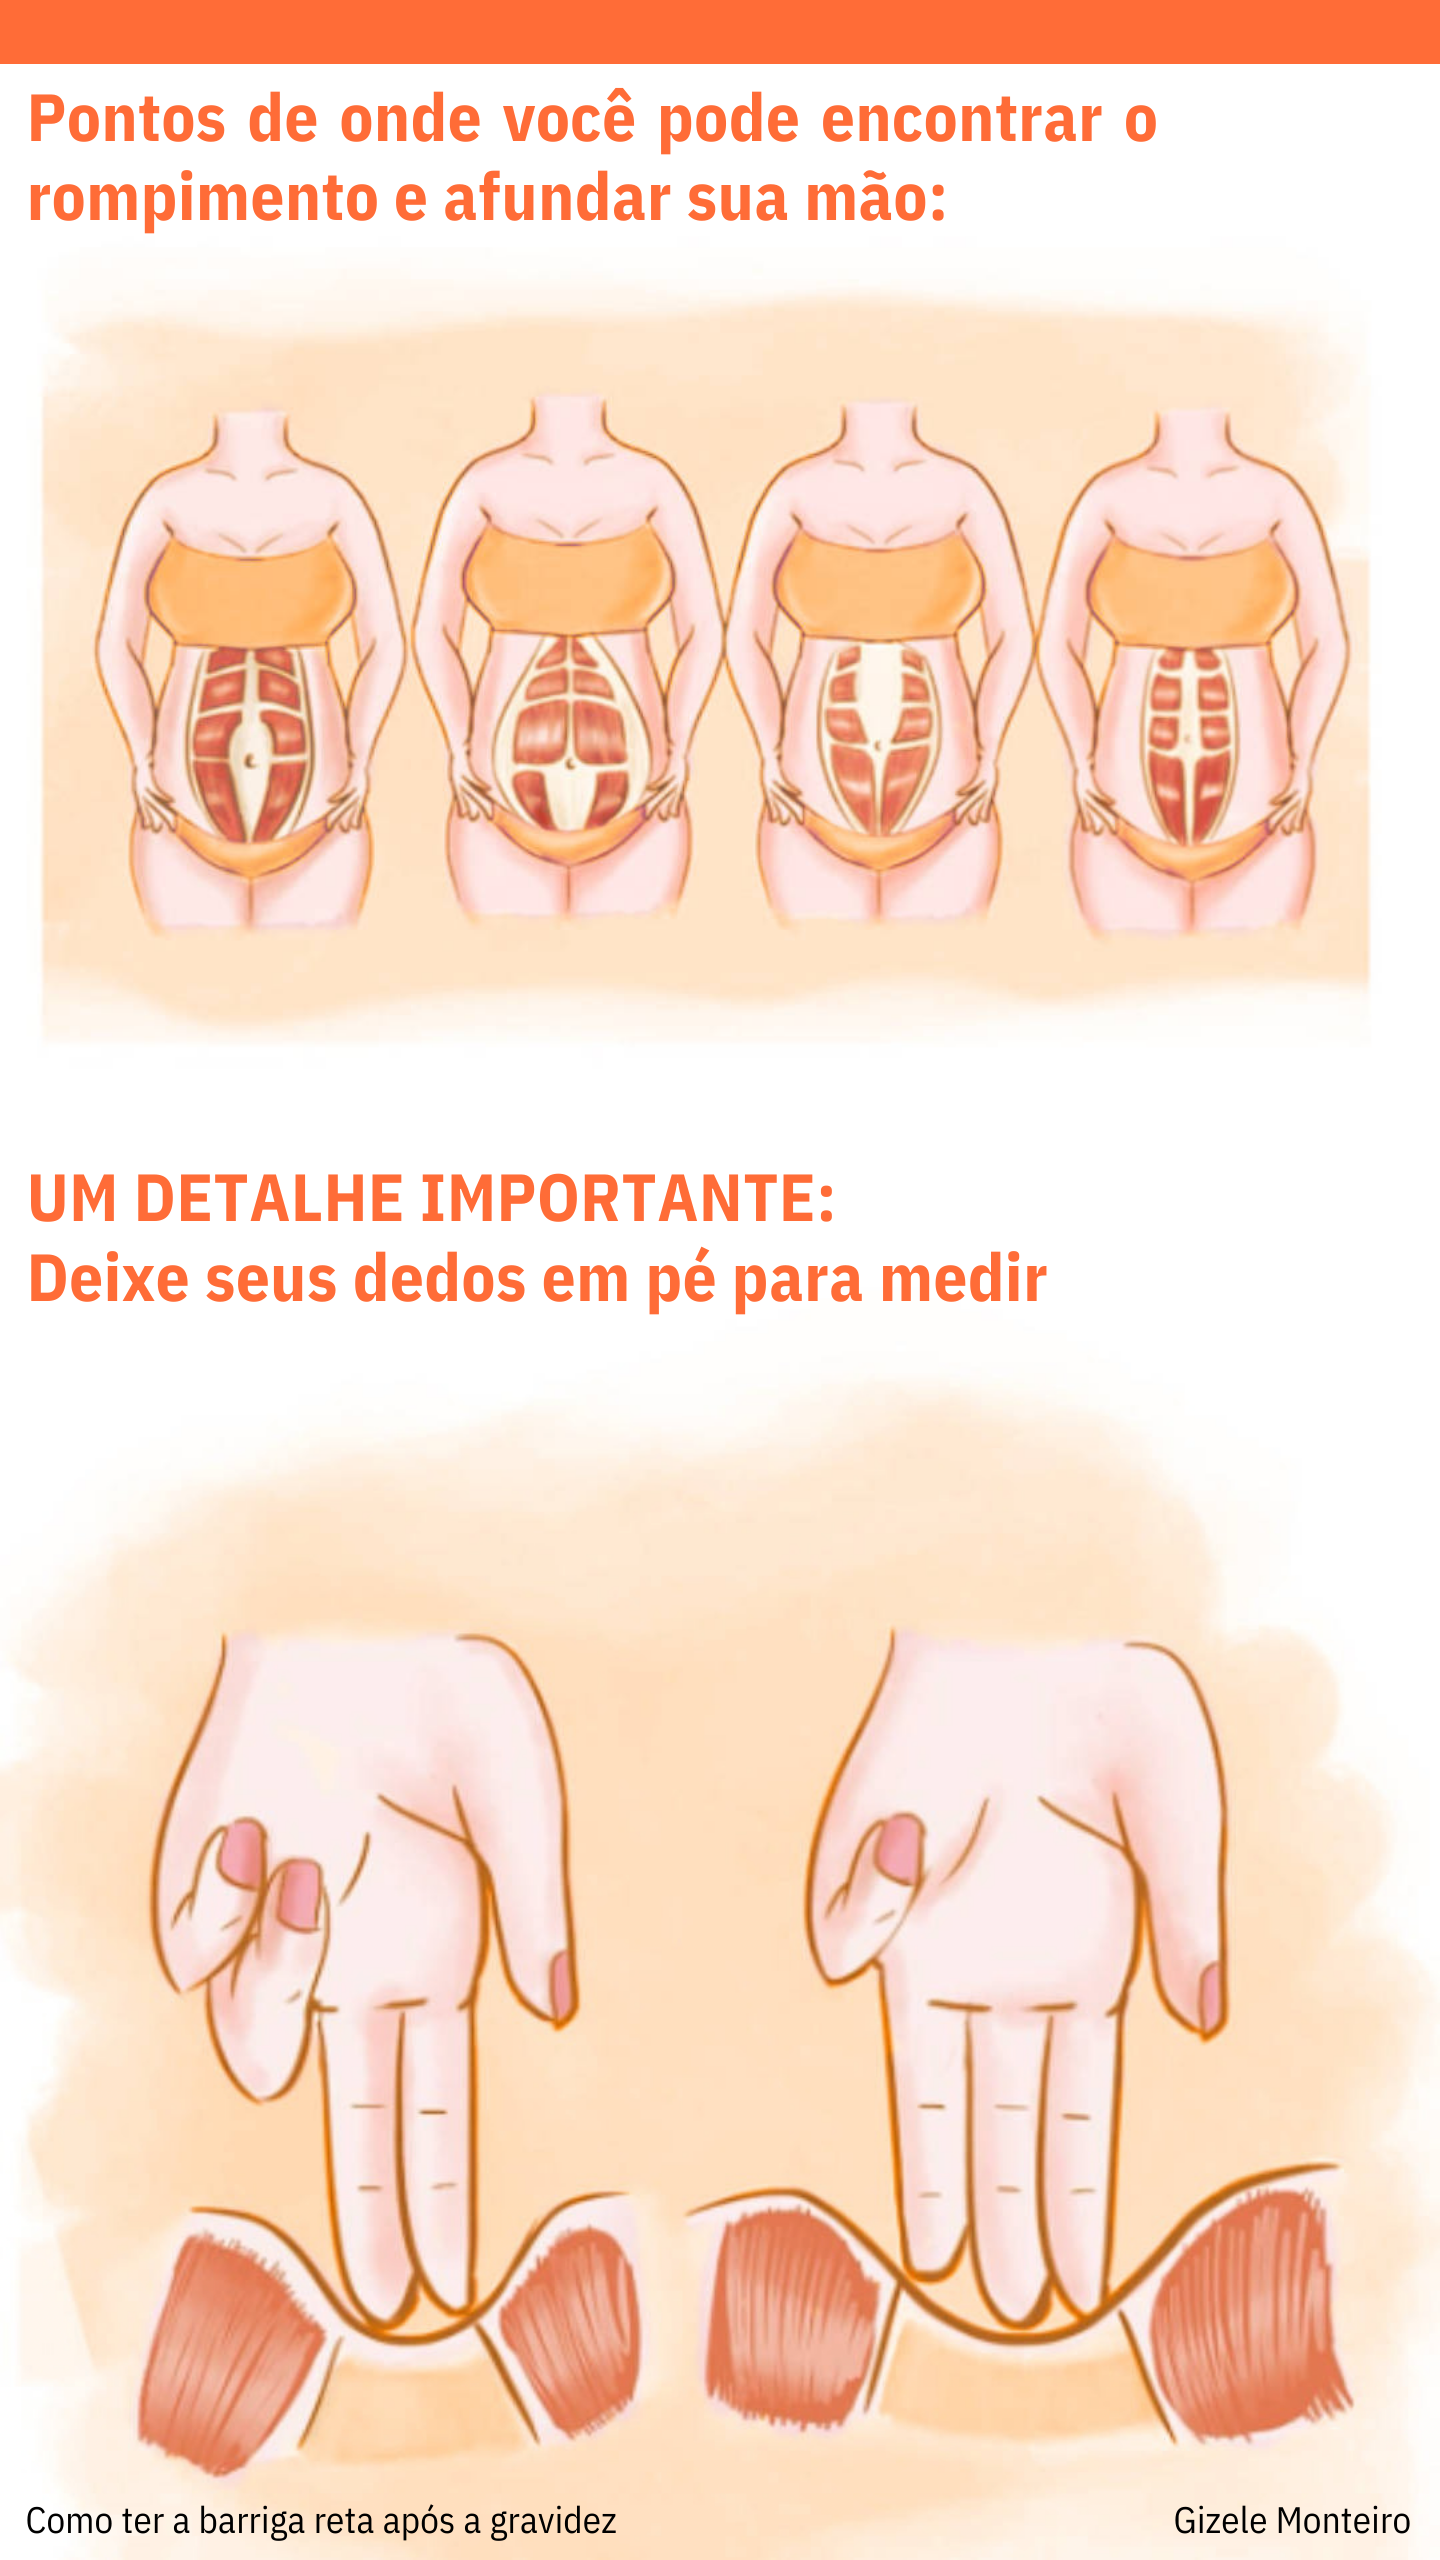 Pontos de onde você pode encontrar o
rompimento e afundar sua mão:
UM DETALHE IMPORTANTE:
Deixe seus dedos em pé para medir
Como ter a barriga reta após a gravidez
Gizele Monteiro